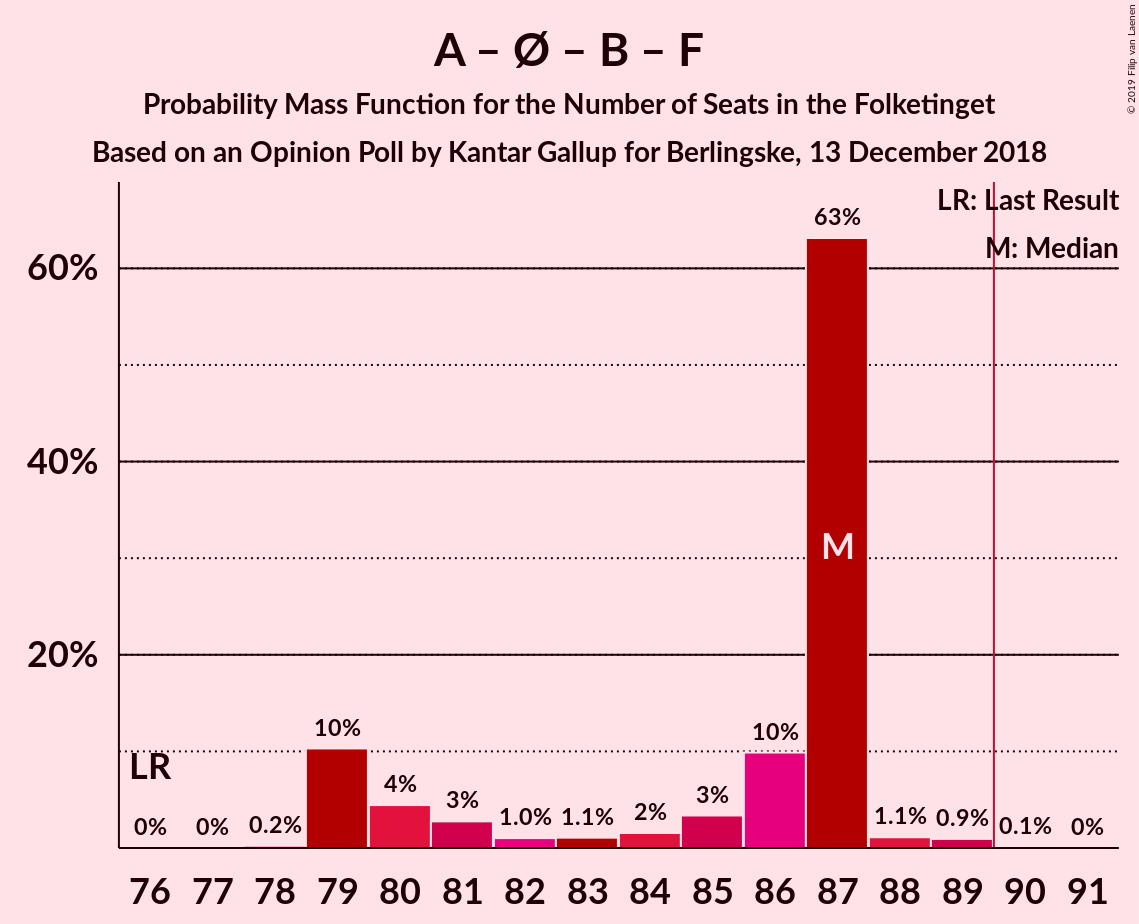 A – Ø – B – F
Probability Mass Function for the Number of Seats in the Folketinget
Based on an Opinion Poll by Kantar Gallup for Berlingske, 13 December 2018
© 2019 Filip van Laenen
LR: Last Result
M: Median
60%
40%
20%
LR
0%
0%
0.2%
10%
4%
3%
1.0%
1.1%
2%
3%
10%
63%
M
1.1%
0.9%
0.1%
0%
76 77 78 79 80 81 82 83 84 85 86 87 88 89 90 91